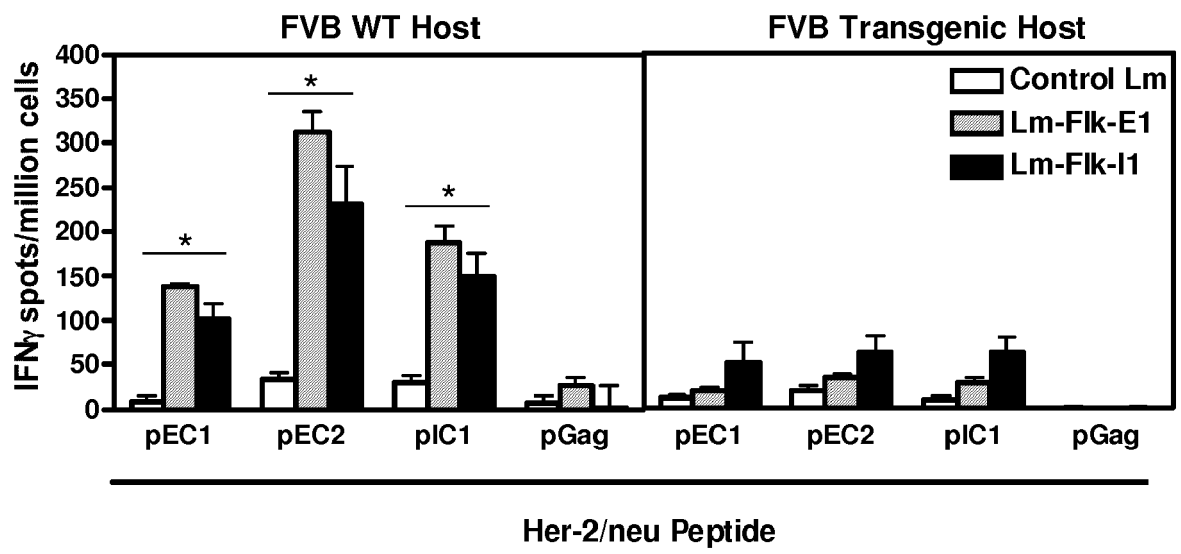 FVB WT Host
FVB Transgenic Host
IFNγ spots/million cells
400
350
300
250
200
150
100
50
0
*
*
*
Control Lm
Lm-Flk-E1
Lm-Flk-I1
pEC1
pEC2
pIC1
pGag
pEC1
pEC2
pIC1
pGag
Her-2/neu Peptide